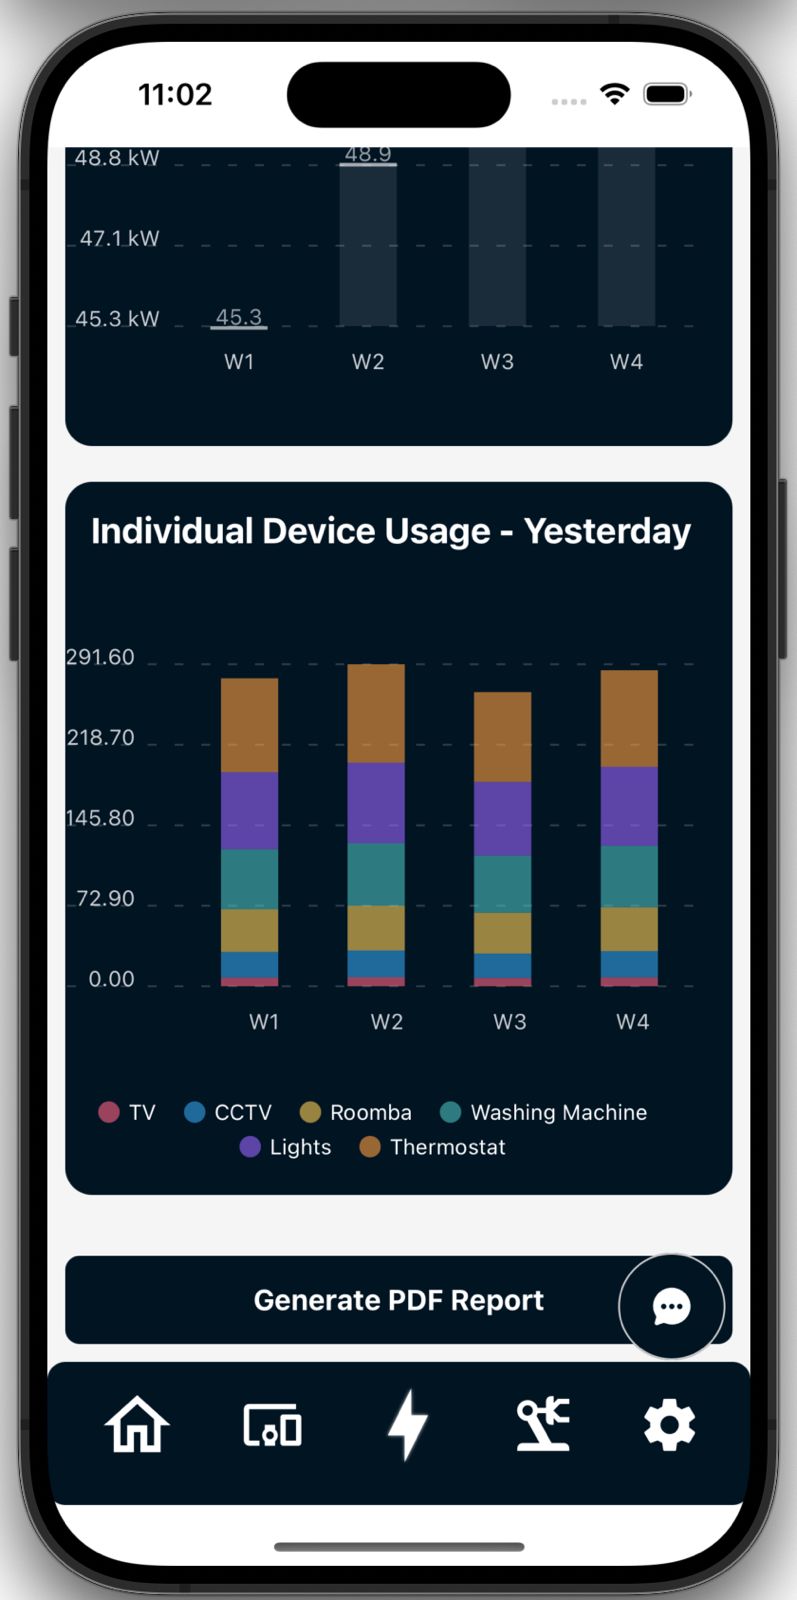 11:02
48.8 kW
48.9
47.1 kW
45.3 kW
45.3
W1 W2 W3 W4
Individual Device Usage - Yesterday
291.60
218.70
145.80
72.90
0.00
W1 W2 W3 W4
TV CCTV Roomba Washing Machine
Lights Thermostat
Generate PDF Report